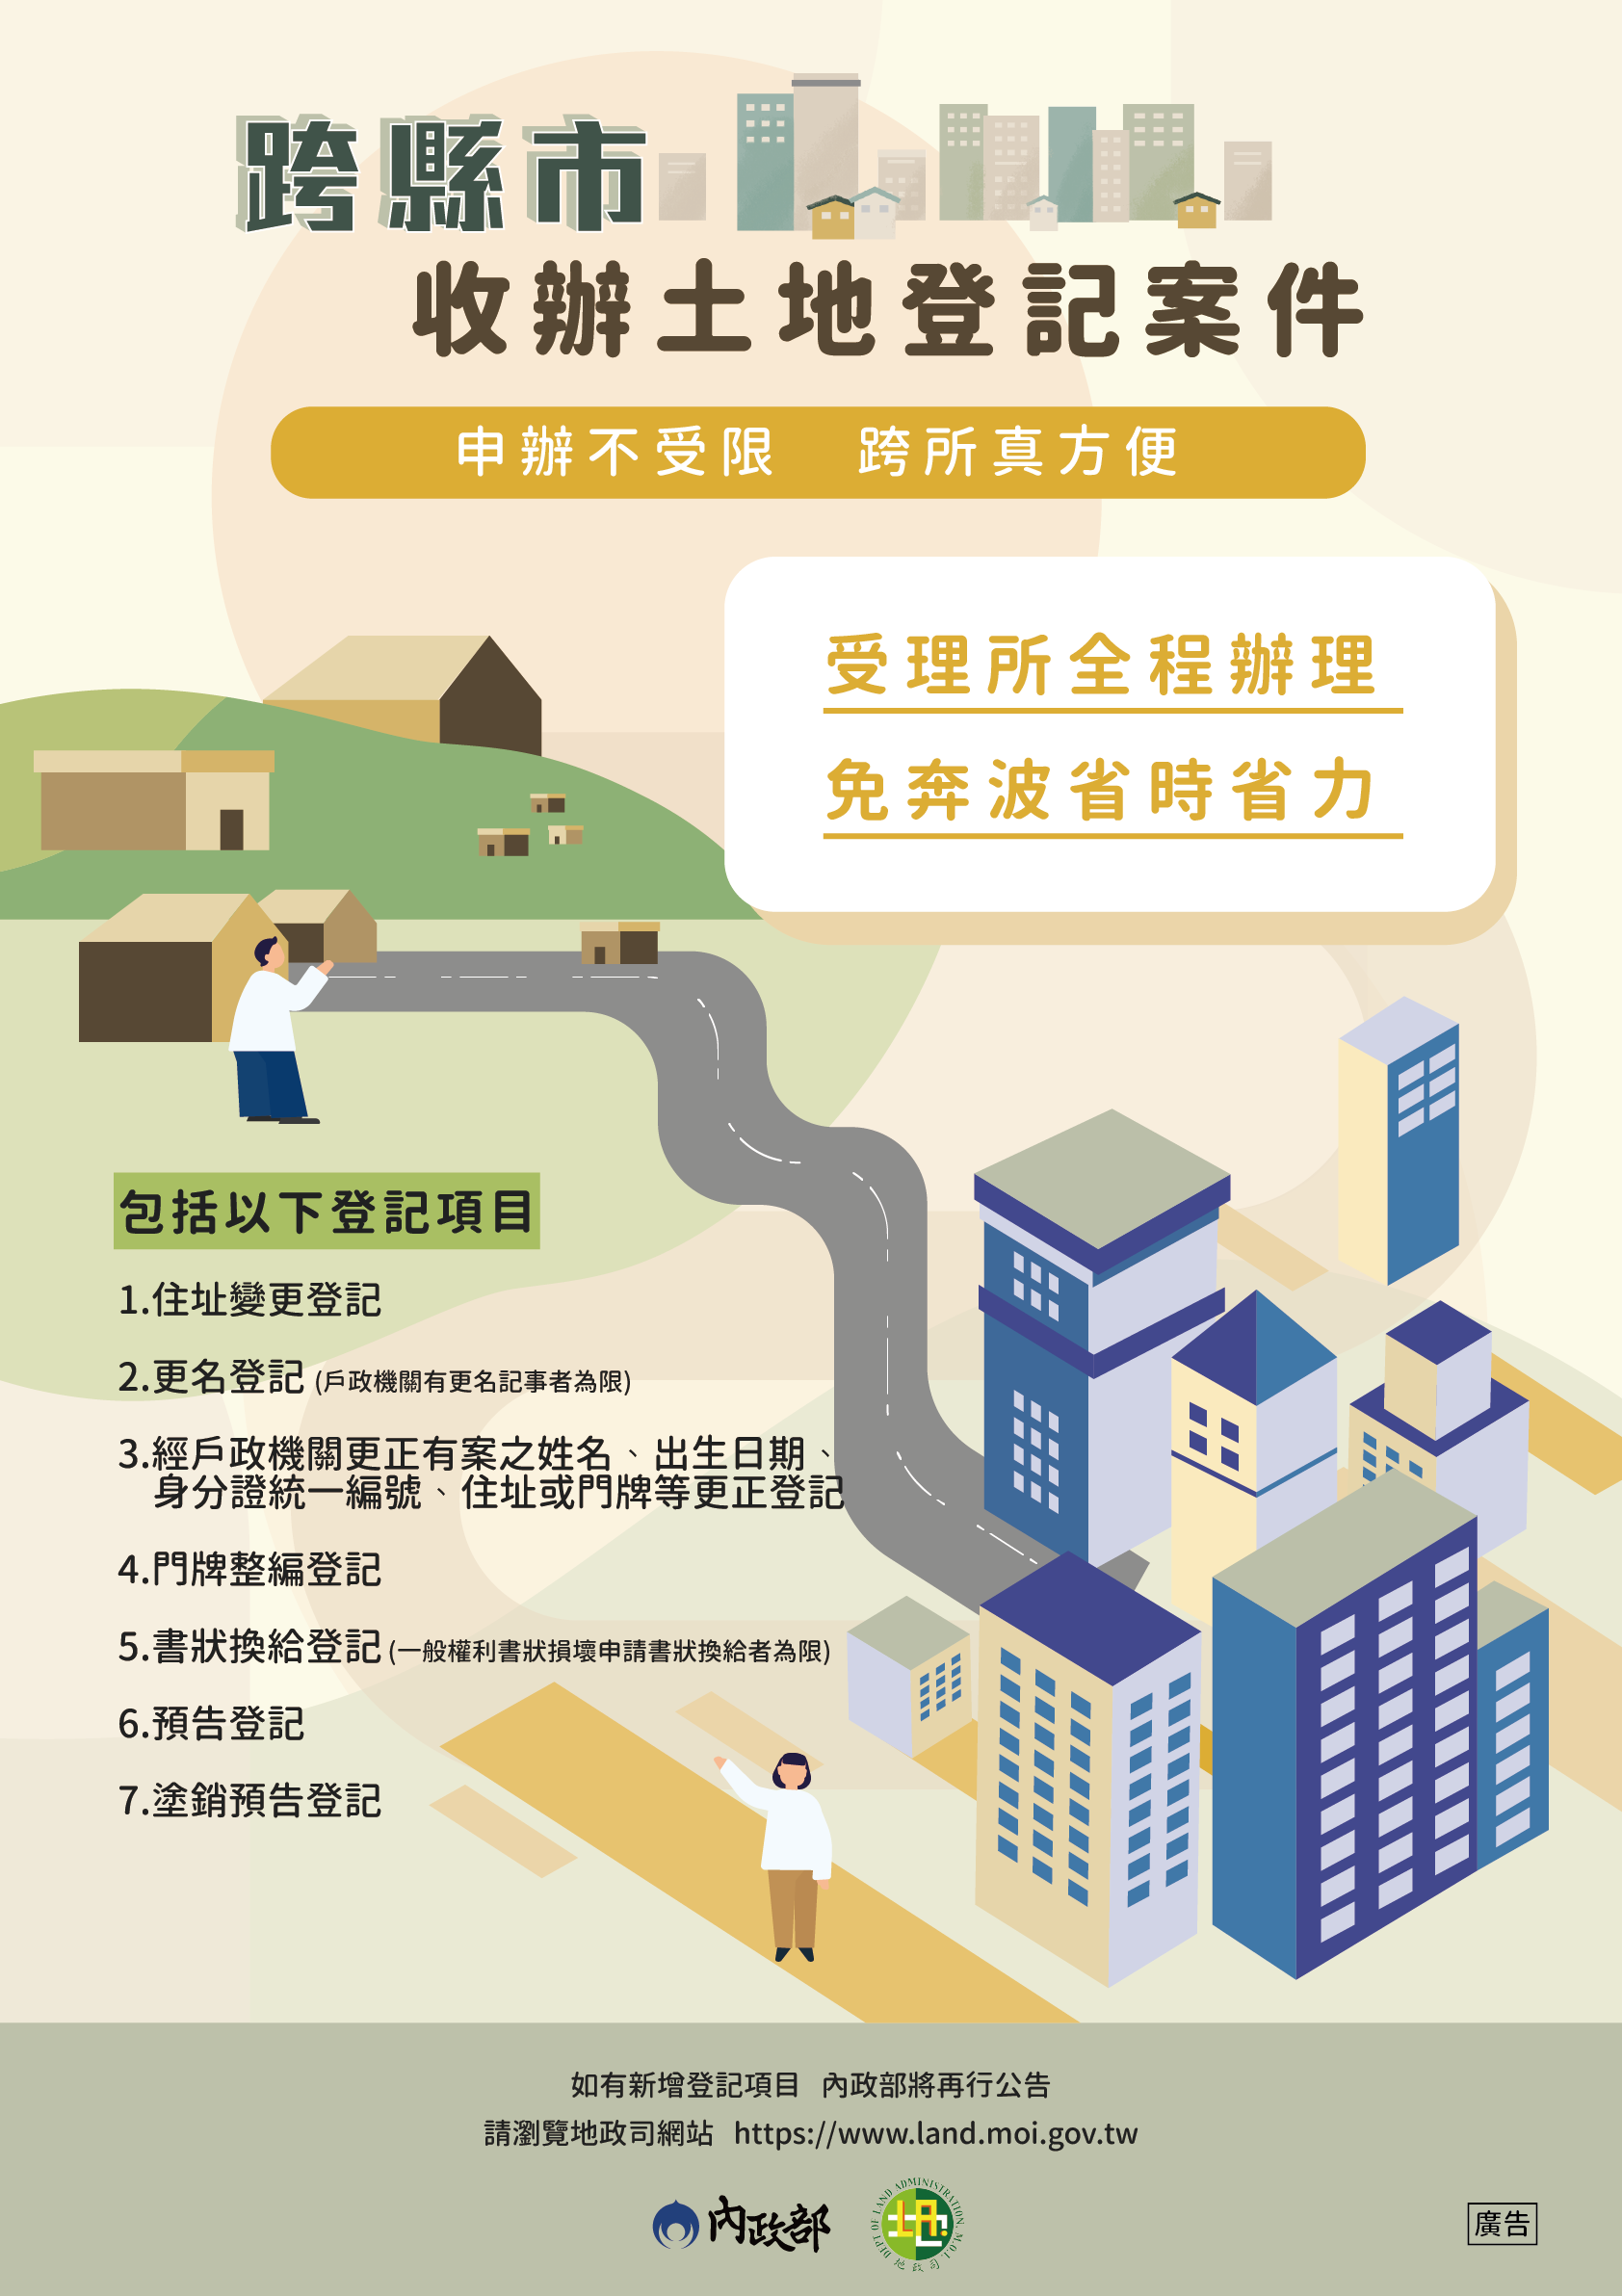 跨縣市
收辦土地登記案件
申辦不受限 跨所真方便
受理所全程辦理
免奔波省時省力
包括以下登記項目
1.住址變更登記
2.更名登記 (戶政機關有更名記事者為限)
3.經戶政機關更正有案之姓名、出生日期、
身分證統一編號、住址或門牌等更正登記
4.門牌整編登記
5.書狀換給登記 (一般權利書狀損壞申請書狀換給者為限)
6.預告登記
7.塗銷預告登記
如有新增登記項目 內政部將再行公告
請瀏覽地政司網站 https://www.land.moi.gov.tw
內政部
DEPT OF LAND ADMINISTRATION, M.O.I.
LA
地政司
廣告